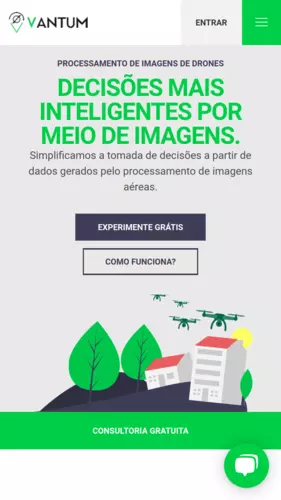 VANTUM
ENTRAR
PROCESSAMENTO DE IMAGENS DE DRONES
DECISÕES MAIS
INTELIGENTES POR
MEIO DE IMAGENS.
Simplificamos a tomada de decisões a partir de
dados gerados pelo processamento de imagens
aéreas.
EXPERIMENTE GRÁTIS
COMO FUNCIONA?
CONSULTORIA GRATUITA